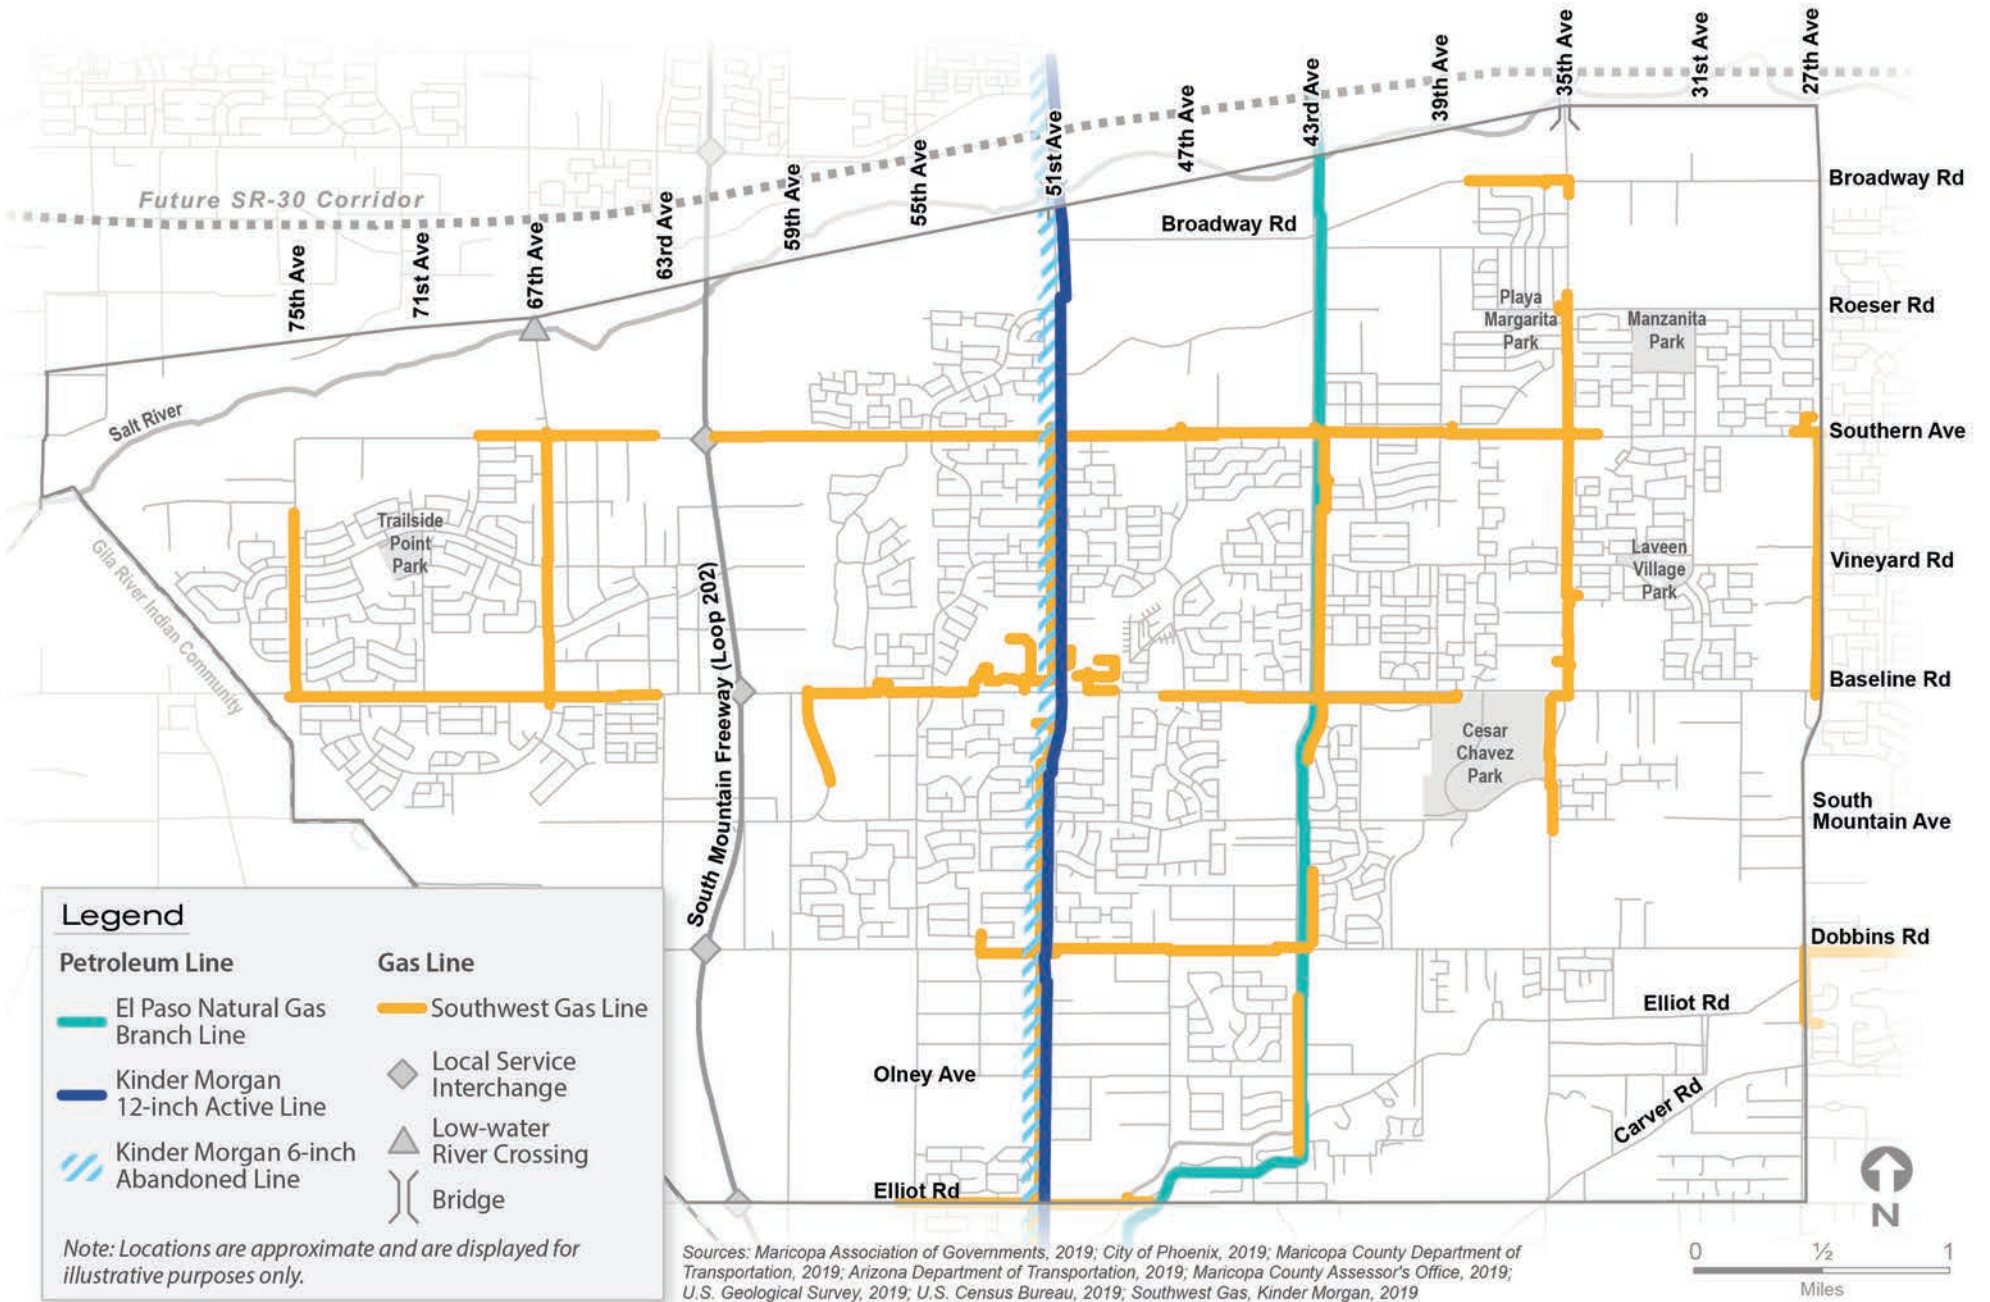 35th Ave
31st Ave
27th Ave
39th Ave
43rd Ave
47th Ave
51st Ave
55th Ave
59th Ave
63rd Ave
67th Ave
71st Ave
75th Ave
Future SR-30 Corridor
Broadway Rd
Broadway Rd
Roeser Rd
Playa
Margarita
Park
Manzanita
Park
Salt River
Southern Ave
Trailside
Point
Park
Laveen
Village
Park
Vineyard Rd
Gila River Indian Community
South Mountain Freeway (Loop 202)
Baseline Rd
Cesar
Chavez
Park
South
Mountain Ave
Dobbins Rd
Elliot Rd
Olney Ave
Carver Rd
Elliot Rd
Legend
Petroleum Line
El Paso Natural Gas
Branch Line
Kinder Morgan
12-inch Active Line
Kinder Morgan 6-inch
Abandoned Line
Gas Line
Southwest Gas Line
Local Service
Interchange
Low-water
River Crossing
Bridge
Note: Locations are approximate and are displayed for
illustrative purposes only.
Sources: Maricopa Association of Governments, 2019; City of Phoenix, 2019; Maricopa County Department of
Transportation, 2019; Arizona Department of Transportation, 2019; Maricopa County Assessor's Office, 2019;
U.S. Geological Survey, 2019; U.S. Census Bureau, 2019; Southwest Gas, Kinder Morgan, 2019
N
0 ½ 1
Miles